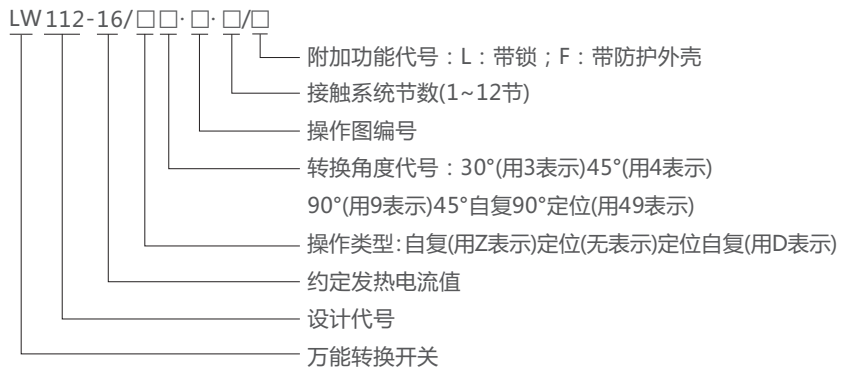 LW112-16/□□·□·□/□
附加功能代号：L：带锁；F：带防护外壳
接触系统节数(1~12节)
操作图编号
转换角度代号：30°(用3表示)45°(用4表示)
90°(用9表示)45°自复90°定位(用49表示)
操作类型:自复(用Z表示)定位(无表示)定位自复(用D表示)
约定发热电流值
设计代号
万能转换开关